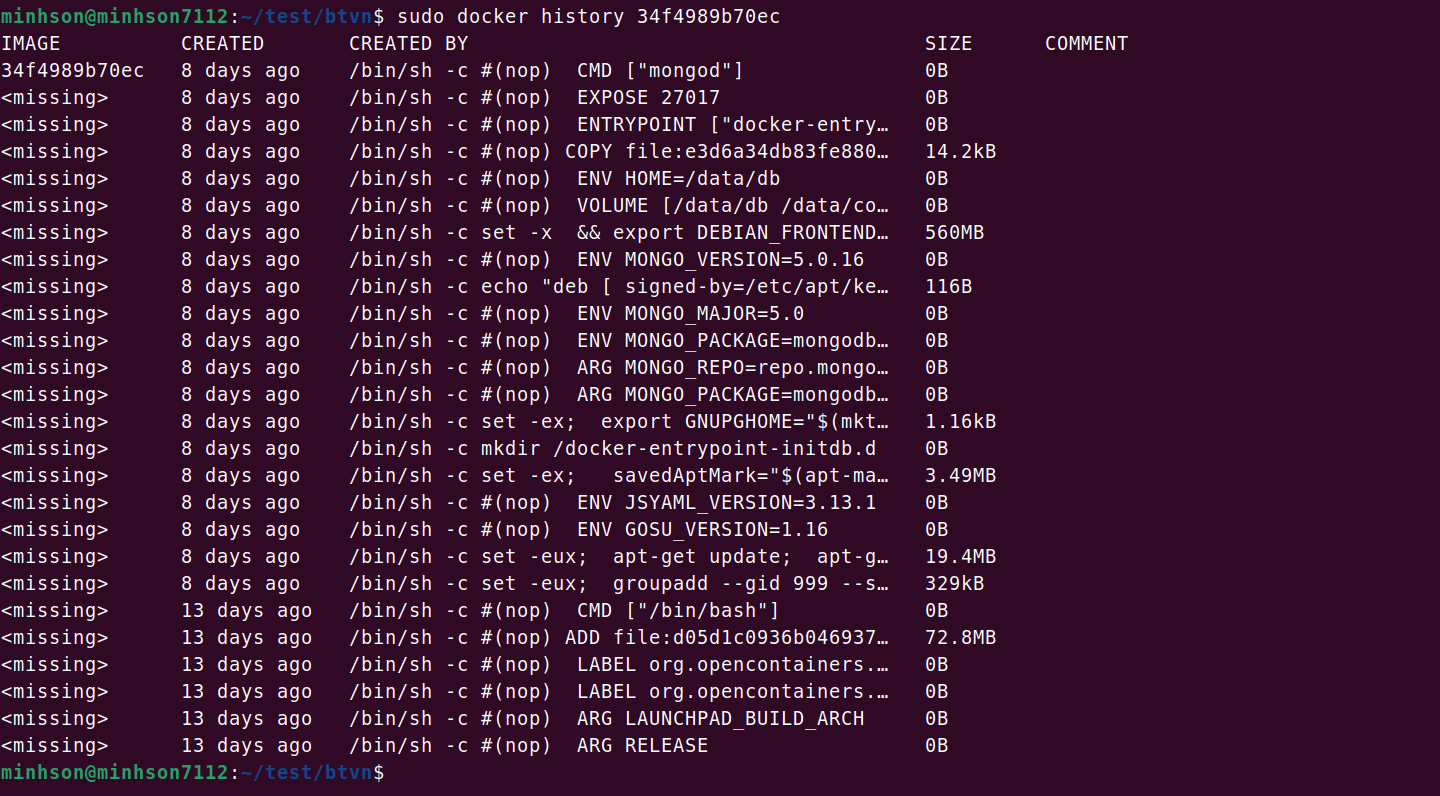 minhson@minhson7112:~/test/btvn$ sudo docker history 34f4989b70ec
IMAGE          CREATED       CREATED BY                                      SIZE      COMMENT
34f4989b70ec   8 days ago    /bin/sh -c #(nop)  CMD ["mongod"]               0B
<missing>      8 days ago    /bin/sh -c #(nop)  EXPOSE 27017                 0B
<missing>      8 days ago    /bin/sh -c #(nop)  ENTRYPOINT ["docker-entry…   0B
<missing>      8 days ago    /bin/sh -c #(nop) COPY file:e3d6a34db83fe880…   14.2kB
<missing>      8 days ago    /bin/sh -c #(nop)  ENV HOME=/data/db            0B
<missing>      8 days ago    /bin/sh -c #(nop)  VOLUME [/data/db /data/co…   0B
<missing>      8 days ago    /bin/sh -c set -x  && export DEBIAN_FRONTEND…   560MB
<missing>      8 days ago    /bin/sh -c #(nop)  ENV MONGO_VERSION=5.0.16     0B
<missing>      8 days ago    /bin/sh -c echo "deb [ signed-by=/etc/apt/ke…   116B
<missing>      8 days ago    /bin/sh -c #(nop)  ENV MONGO_MAJOR=5.0          0B
<missing>      8 days ago    /bin/sh -c #(nop)  ENV MONGO_PACKAGE=mongodb…   0B
<missing>      8 days ago    /bin/sh -c #(nop)  ARG MONGO_REPO=repo.mongo…   0B
<missing>      8 days ago    /bin/sh -c #(nop)  ARG MONGO_PACKAGE=mongodb…   0B
<missing>      8 days ago    /bin/sh -c set -ex;  export GNUPGHOME="$(mkt…   1.16kB
<missing>      8 days ago    /bin/sh -c mkdir /docker-entrypoint-initdb.d    0B
<missing>      8 days ago    /bin/sh -c set -ex;   savedAptMark="$(apt-ma…   3.49MB
<missing>      8 days ago    /bin/sh -c #(nop)  ENV JSYAML_VERSION=3.13.1    0B
<missing>      8 days ago    /bin/sh -c #(nop)  ENV GOSU_VERSION=1.16        0B
<missing>      8 days ago    /bin/sh -c set -eux;  apt-get update;  apt-g…   19.4MB
<missing>      8 days ago    /bin/sh -c set -eux;  groupadd --gid 999 --s…   329kB
<missing>      13 days ago   /bin/sh -c #(nop)  CMD ["/bin/bash"]            0B
<missing>      13 days ago   /bin/sh -c #(nop) ADD file:d05d1c0936b046937…   72.8MB
<missing>      13 days ago   /bin/sh -c #(nop)  LABEL org.opencontainers.…   0B
<missing>      13 days ago   /bin/sh -c #(nop)  LABEL org.opencontainers.…   0B
<missing>      13 days ago   /bin/sh -c #(nop)  ARG LAUNCHPAD_BUILD_ARCH     0B
<missing>      13 days ago   /bin/sh -c #(nop)  ARG RELEASE                  0B
minhson@minhson7112:~/test/btvn$